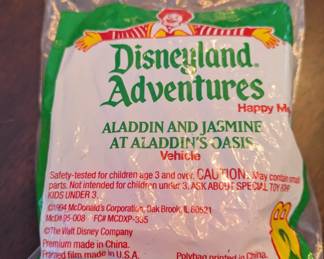 Disneyland
Adventures
Happy Me
ALADDIN AND JASMINE
AT ALADDIN'S OASIS
Vehicle
Safety-tested for children age 3 and over. CAUTION: May contain small
parts. Not intended for children under 3. ASK ABOUT SPECIAL TOY FOR
KIDS UNDER 3.
©1994 McDonald's Corporation, Oak Brook, IL 60521
McD# 95-008 FC# MCDXP-335
©The Walt Disney Company
Premium made in China.
Printed film made in U.S.A. Polybag printed in China.